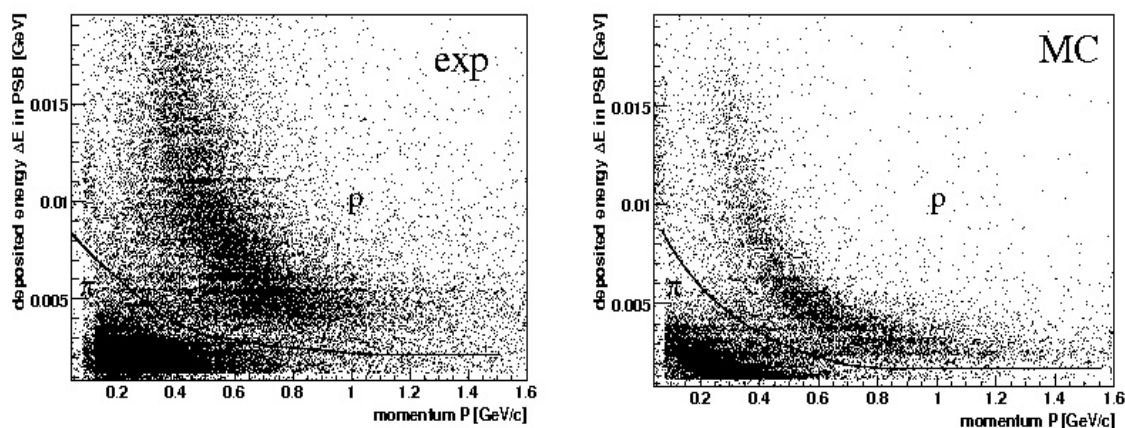 deposited energy ΔE in PSB [GeV]
exp
0.015
0.01
p
π
0.005
0.2 0.4 0.6 0.8 1 1.2 1.4 1.6
momentum P [GeV/c]
deposited energy ΔE in PSB [GeV]
MC
0.015
0.01
p
π
0.005
0.2 0.4 0.6 0.8 1 1.2 1.4 1.6
momentum P [GeV/c]